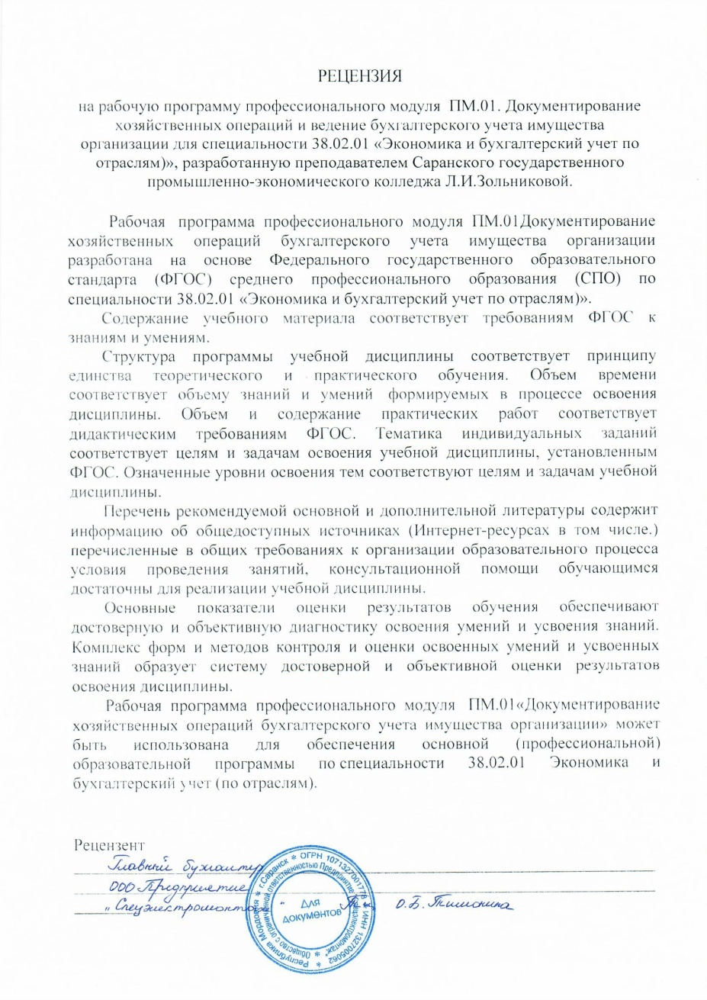 РЕЦЕНЗИЯ
на рабочую программу профессионального модуля ПМ.01. Документирование
хозяйственных операций и ведение бухгалтерского учета имущества
организации для специальности 38.02.01 «Экономика и бухгалтерский учет по
отраслям)», разработанную преподавателем Саранского государственного
промышленно-экономического колледжа Л.И.Зольниковой.
Рабочая программа профессионального модуля ПМ.01Документирование
хозяйственных операций бухгалтерского учета имущества организации
разработана на основе Федерального государственного образовательного
стандарта (ФГОС) среднего профессионального образования (СПО) по
специальности 38.02.01 «Экономика и бухгалтерский учет по отраслям)».
Содержание учебного материала соответствует требованиям ФГОС к
знаниям и умениям.
Структура программы учебной дисциплины соответствует принципу
единства теоретического и практического обучения. Объем времени
соответствует объему знаний и умений формируемых в процессе освоения
дисциплины. Объем и содержание практических работ соответствует
дидактическим требованиям ФГОС. Тематика индивидуальных заданий
соответствует целям и задачам освоения учебной дисциплины, установленным
ФГОС. Означенные уровни освоения тем соответствуют целям и задачам учебной
дисциплины.
Перечень рекомендуемой основной и дополнительной литературы содержит
информацию об общедоступных источниках (Интернет-ресурсах в том числе.)
перечисленные в общих требованиях к организации образовательного процесса
условия проведения занятий, консультационной помощи обучающимся
достаточны для реализации учебной дисциплины.
Основные показатели оценки результатов обучения обеспечивают
достоверную и объективную диагностику освоения умений и усвоения знаний.
Комплекс форм и методов контроля и оценки освоенных умений и усвоенных
знаний образует систему достоверной и объективной оценки результатов
освоения дисциплины.
Рабочая программа профессионального модуля ПМ.01«Документирование
хозяйственных операций бухгалтерского учета имущества организации» может
быть использована для обеспечения основной (профессиональной)
образовательной программы по специальности 38.02.01 Экономика и
бухгалтерский учет (по отраслям).
Рецензент
Главный бухгалтер
ООО Предприятие
"Спецэлектромонтаж" О.Б.Тишонина
Республика Мордовия * г.Саранск * ОГРН 1071327001778 * ИНН 1327005062 *
Общество с ограниченной ответственностью Предприятие "Спецэлектромонтаж" *
" Для
документов